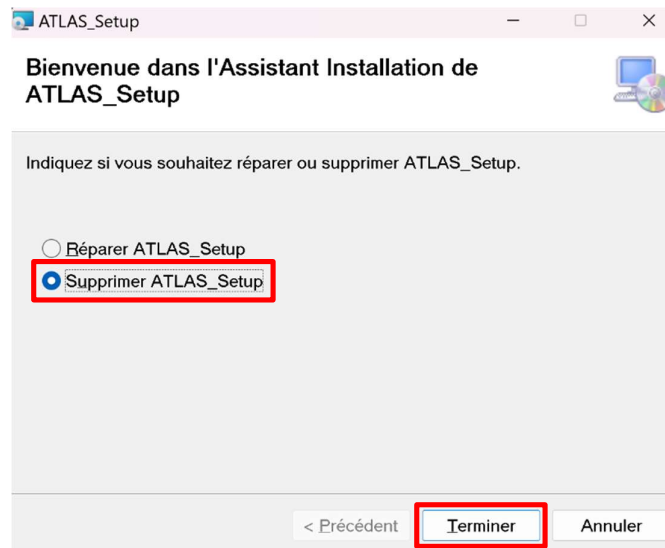 ATLAS_Setup
Bienvenue dans l'Assistant Installation de
ATLAS_Setup
Indiquez si vous souhaitez réparer ou supprimer ATLAS_Setup.
Réparer ATLAS_Setup
Supprimer ATLAS_Setup
< Précédent
Terminer
Annuler